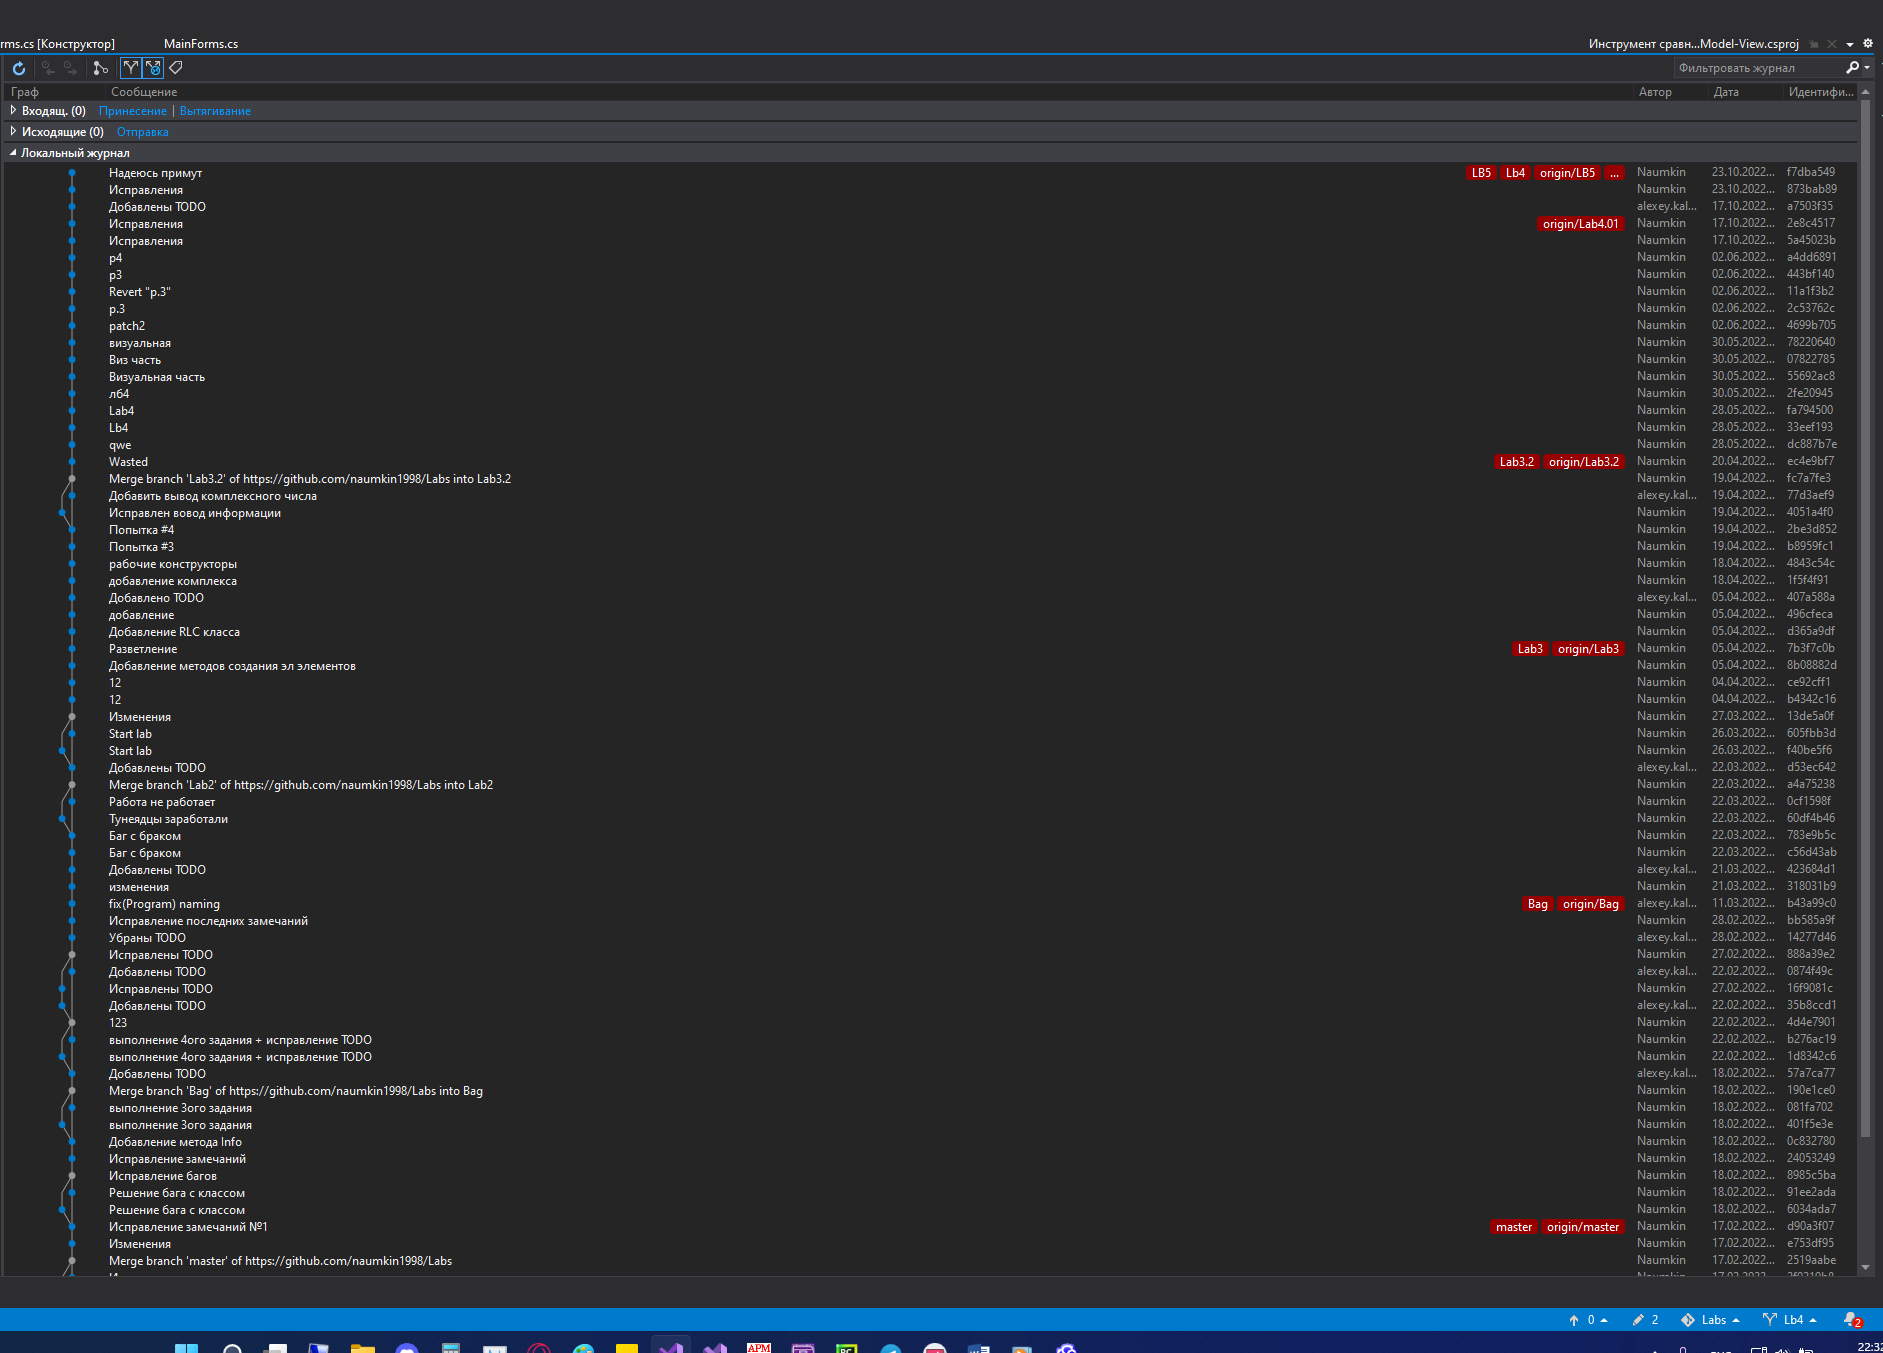 rms.cs [Конструктор] MainForms.cs Инструмент сравн...Model-View.csproj
Фильтровать журнал
Граф Сообщение Автор Дата Идентифи...
Входящ. (0) Принесение | Вытягивание
Исходящие (0) Отправка
Локальный журнал
Надеюсь примут LB5 Lb4 origin/LB5 ... Naumkin 23.10.2022... f7dba549
Исправления Naumkin 23.10.2022... 873bab89
Добавлены TODO alexey.kal... 17.10.2022... a7503f35
Исправления origin/Lab4.01 Naumkin 17.10.2022... 2e8c4517
Исправления Naumkin 17.10.2022... 5a45023b
p4 Naumkin 02.06.2022... a4dd6891
p3 Naumkin 02.06.2022... 443bf140
Revert "p.3" Naumkin 02.06.2022... 11a1f3b2
p.3 Naumkin 02.06.2022... 2c53762c
patch2 Naumkin 02.06.2022... 4699b705
визуальная Naumkin 30.05.2022... 78220640
Виз часть Naumkin 30.05.2022... 07822785
Визуальная часть Naumkin 30.05.2022... 55692ac8
лб4 Naumkin 30.05.2022... 2fe20945
Lab4 Naumkin 28.05.2022... fa794500
Lb4 Naumkin 28.05.2022... 33eef193
qwe Naumkin 28.05.2022... dc887b7e
Wasted Lab3.2 origin/Lab3.2 Naumkin 20.04.2022... ec4e9bf7
Merge branch 'Lab3.2' of https://github.com/naumkin1998/Labs into Lab3.2 Naumkin 19.04.2022... fc7a7fe3
Добавить вывод комплексного числа alexey.kal... 19.04.2022... 77d3aef9
Исправлен вовод информации Naumkin 19.04.2022... 4051a4f0
Попытка #4 Naumkin 19.04.2022... 2be3d852
Попытка #3 Naumkin 19.04.2022... b8959fc1
рабочие конструкторы Naumkin 18.04.2022... 4843c54c
добавление комплекса Naumkin 18.04.2022... 1f5f4f91
Добавлено TODO alexey.kal... 05.04.2022... 407a588a
добавление Naumkin 05.04.2022... 496cfeca
Добавление RLC класса Naumkin 05.04.2022... d365a9df
Разветление Lab3 origin/Lab3 Naumkin 05.04.2022... 7b3f7c0b
Добавление методов создания эл элементов Naumkin 05.04.2022... 8b08882d
12 Naumkin 04.04.2022... ce92cff1
12 Naumkin 04.04.2022... b4342c16
Изменения Naumkin 27.03.2022... 13de5a0f
Start lab Naumkin 26.03.2022... 605fbb3d
Start lab Naumkin 26.03.2022... f40be5f6
Добавлены TODO alexey.kal... 22.03.2022... d53ec642
Merge branch 'Lab2' of https://github.com/naumkin1998/Labs into Lab2 Naumkin 22.03.2022... a4a75238
Работа не работает Naumkin 22.03.2022... 0cf1598f
Тунеядцы заработали Naumkin 22.03.2022... 60df4b46
Баг с браком Naumkin 22.03.2022... 783e9b5c
Баг с браком Naumkin 22.03.2022... c56d43ab
Добавлены TODO alexey.kal... 21.03.2022... 423684d1
изменения Naumkin 21.03.2022... 318031b9
fix(Program) naming Bag origin/Bag alexey.kal... 11.03.2022... b43a99c0
Исправление последних замечаний Naumkin 28.02.2022... bb585a9f
Убраны TODO alexey.kal... 28.02.2022... 14277d46
Исправлены TODO Naumkin 27.02.2022... 888a39e2
Добавлены TODO alexey.kal... 22.02.2022... 0874f49c
Исправлены TODO Naumkin 27.02.2022... 16f9081c
Добавлены TODO alexey.kal... 22.02.2022... 35b8ccd1
123 Naumkin 22.02.2022... 4d4e7901
выполнение 4ого задания + исправление TODO Naumkin 22.02.2022... b276ac19
выполнение 4ого задания + исправление TODO Naumkin 22.02.2022... 1d8342c6
Добавлены TODO alexey.kal... 18.02.2022... 57a7ca77
Merge branch 'Bag' of https://github.com/naumkin1998/Labs into Bag Naumkin 18.02.2022... 190e1ce0
выполнение 3ого задания Naumkin 18.02.2022... 081fa702
выполнение 3ого задания Naumkin 18.02.2022... 401f5e3e
Добавление метода Info Naumkin 18.02.2022... 0c832780
Исправление замечаний Naumkin 18.02.2022... 24053249
Исправление багов Naumkin 18.02.2022... 8985c5ba
Решение бага с классом Naumkin 18.02.2022... 91ee2ada
Решение бага с классом Naumkin 18.02.2022... 6034ada7
Исправление замечаний №1 master origin/master Naumkin 17.02.2022... d90a3f07
Изменения Naumkin 17.02.2022... e753df95
Merge branch 'master' of https://github.com/naumkin1998/Labs Naumkin 17.02.2022... 2519aabe
0 2 Labs Lb4 2
APM 22:32